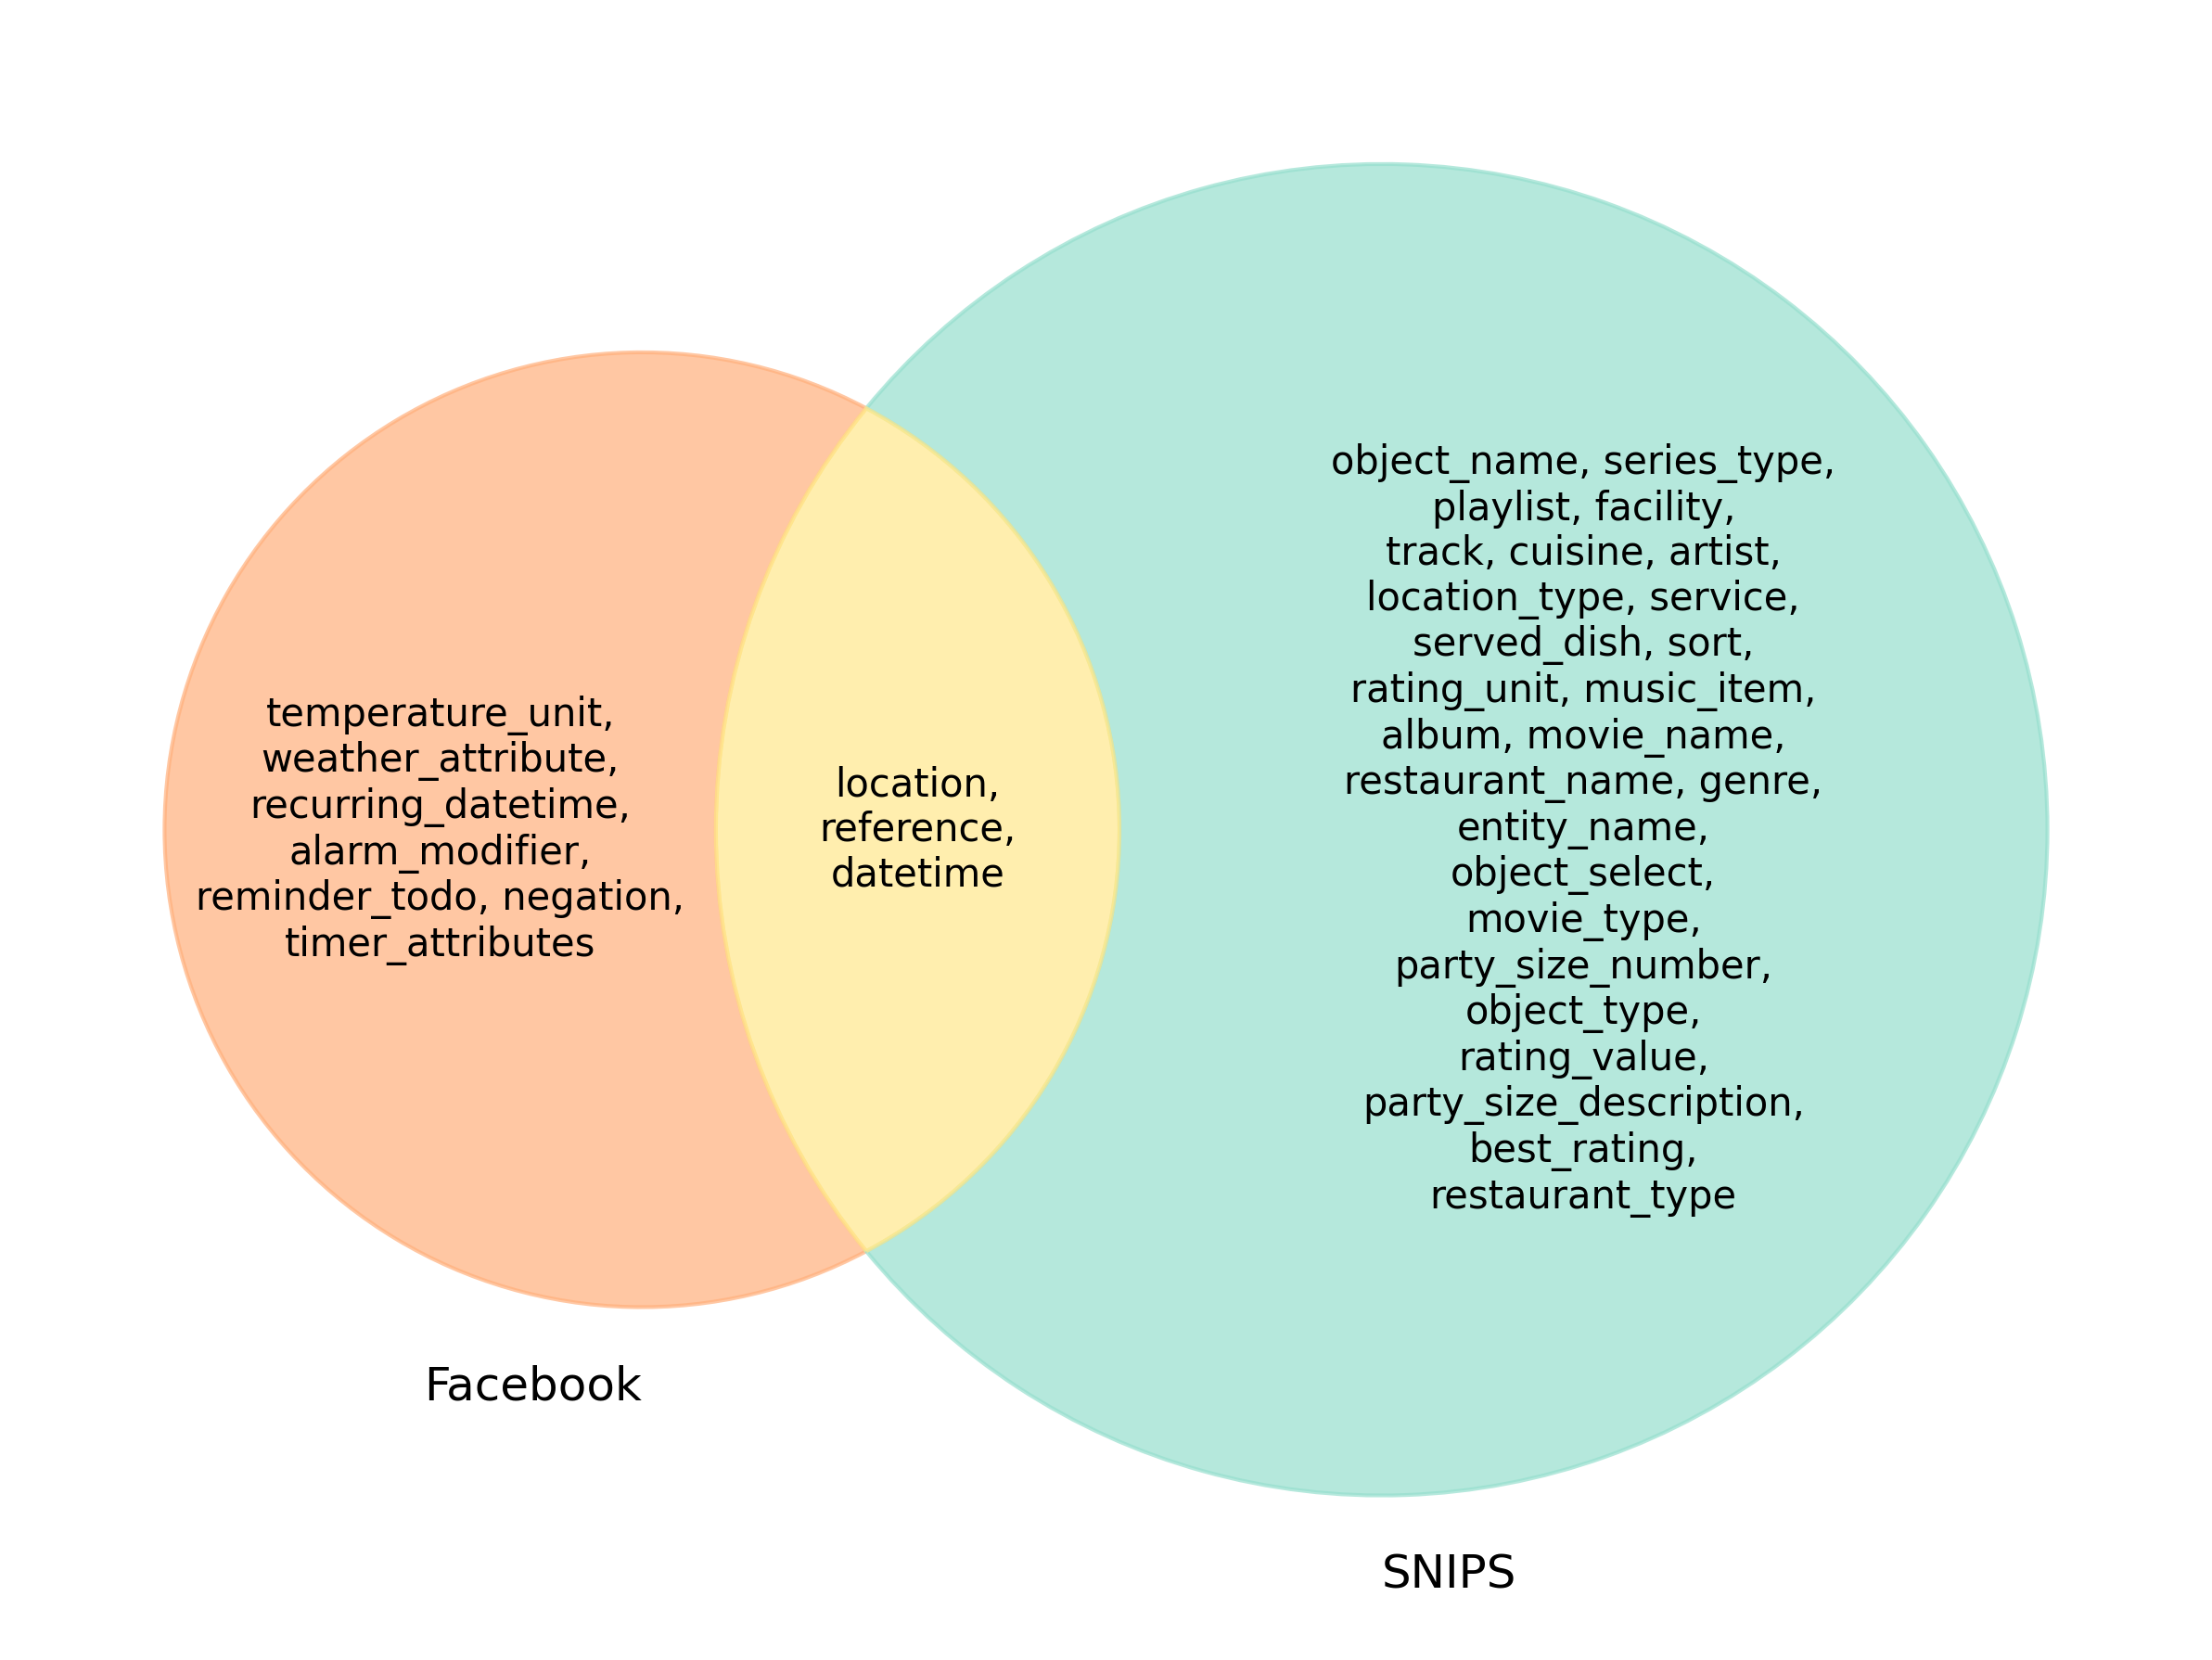 temperature_unit,
weather_attribute,
recurring_datetime,
alarm_modifier,
reminder_todo, negation,
timer_attributes
location,
reference,
datetime
object_name, series_type,
playlist, facility,
track, cuisine, artist,
location_type, service,
served_dish, sort,
rating_unit, music_item,
album, movie_name,
restaurant_name, genre,
entity_name,
object_select,
movie_type,
party_size_number,
object_type,
rating_value,
party_size_description,
best_rating,
restaurant_type
Facebook
SNIPS